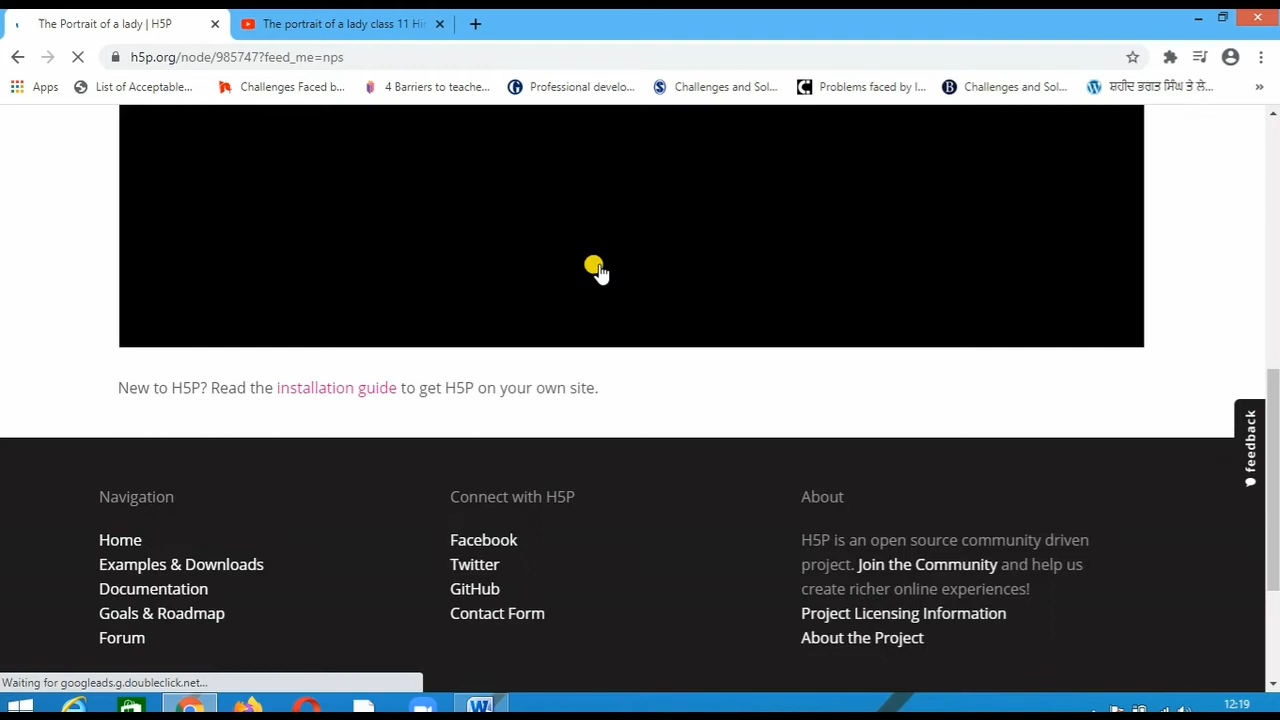 The Portrait of a lady | H5P
The portrait of a lady class 11 Hin
h5p.org/node/985747?feed_me=nps
Apps
List of Acceptable...
Challenges Faced b...
4 Barriers to teache...
Professional develo...
Challenges and Sol...
Problems faced by l...
Challenges and Sol...
ਸ਼ਹੀਦ ਭਗਤ ਸਿੰਘ ਤੇ ਲੇ...
»
New to H5P? Read the installation guide to get H5P on your own site.
feedback
Navigation
Home
Examples & Downloads
Documentation
Goals & Roadmap
Forum
Connect with H5P
Facebook
Twitter
GitHub
Contact Form
About
H5P is an open source community driven
project. Join the Community and help us
create richer online experiences!
Project Licensing Information
About the Project
Waiting for googleads.g.doubleclick.net...
12:19